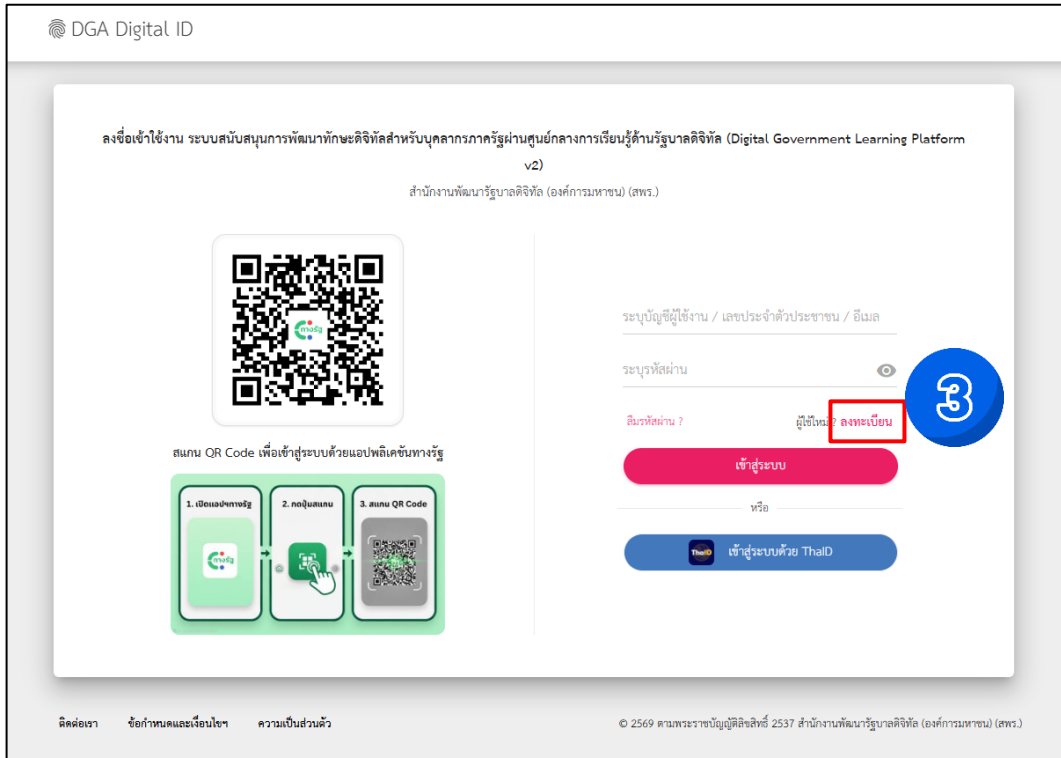 DGA Digital ID
ลงชื่อเข้าใช้งาน ระบบสนับสนุนการพัฒนาทักษะดิจิทัลสำหรับบุคลากรภาครัฐผ่านศูนย์กลางการเรียนรู้ด้านรัฐบาลดิจิทัล (Digital Government Learning Platform
v2)
สำนักงานพัฒนารัฐบาลดิจิทัล (องค์การมหาชน) (สพร.)
ทางรัฐ
สแกน QR Code เพื่อเข้าสู่ระบบด้วยแอปพลิเคชันทางรัฐ
1. เปิดแอปฯทางรัฐ
2. กดปุ่มสแกน
3. สแกน QR Code
ทางรัฐ
ระบุบัญชีผู้ใช้งาน / เลขประจำตัวประชาชน / อีเมล
ระบุรหัสผ่าน
ลืมรหัสผ่าน ?
ผู้ใช้ใหม่ ? ลงทะเบียน
3
เข้าสู่ระบบ
หรือ
ThaID
เข้าสู่ระบบด้วย ThaID
ติดต่อเรา ข้อกำหนดและเงื่อนไขฯ ความเป็นส่วนตัว
© 2569 ตามพระราชบัญญัติลิขสิทธิ์ 2537 สำนักงานพัฒนารัฐบาลดิจิทัล (องค์การมหาชน) (สพร.)